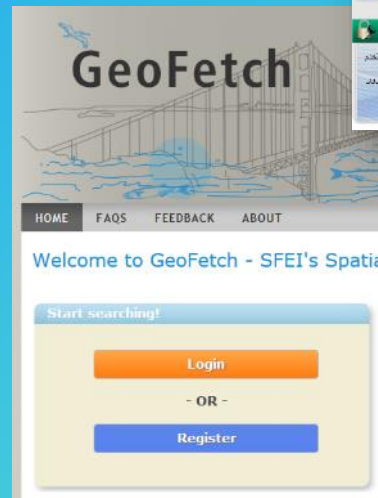 GeoFetch
HOME FAQS FEEDBACK ABOUT
Welcome to GeoFetch - SFEI's Spatia
Start searching!
Login
- OR -
Register